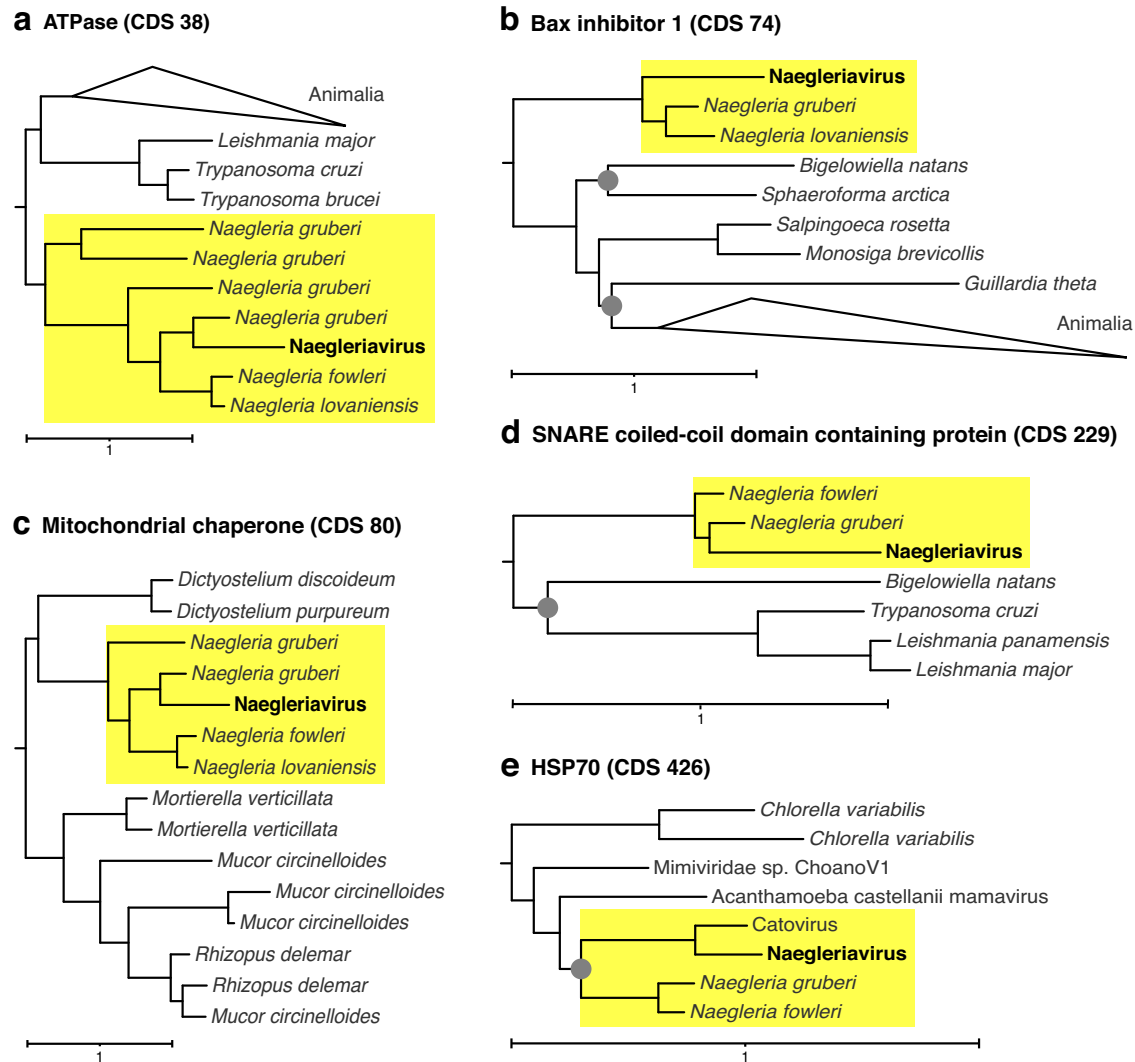 a ATPase (CDS 38)
Animalia
Leishmania major
Trypanosoma cruzi
Trypanosoma brucei
Naegleria gruberi
Naegleria gruberi
Naegleria gruberi
Naegleria gruberi
Naegleriavirus
Naegleria fowleri
Naegleria lovaniensis
1
b Bax inhibitor 1 (CDS 74)
Naegleriavirus
Naegleria gruberi
Naegleria lovaniensis
Bigelowiella natans
Sphaeroforma arctica
Salpingoeca rosetta
Monosiga brevicollis
Guillardia theta
Animalia
1
c Mitochondrial chaperone (CDS 80)
Dictyostelium discoideum
Dictyostelium purpureum
Naegleria gruberi
Naegleria gruberi
Naegleriavirus
Naegleria fowleri
Naegleria lovaniensis
Mortierella verticillata
Mortierella verticillata
Mucor circinelloides
Mucor circinelloides
Mucor circinelloides
Rhizopus delemar
Rhizopus delemar
Mucor circinelloides
1
d SNARE coiled-coil domain containing protein (CDS 229)
Naegleria fowleri
Naegleria gruberi
Naegleriavirus
Bigelowiella natans
Trypanosoma cruzi
Leishmania panamensis
Leishmania major
1
e HSP70 (CDS 426)
Chlorella variabilis
Chlorella variabilis
Mimiviridae sp. ChoanoV1
Acanthamoeba castellanii mamavirus
Catovirus
Naegleriavirus
Naegleria gruberi
Naegleria fowleri
1